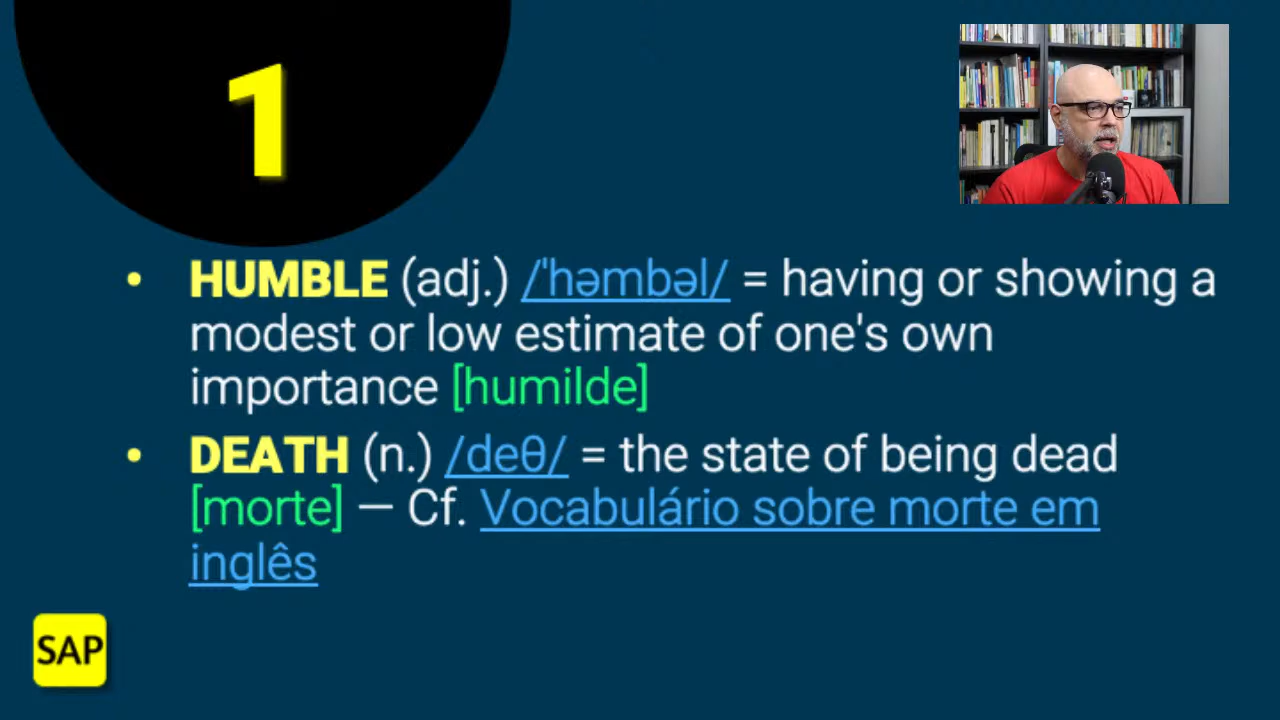 1
• HUMBLE (adj.) /ˈhəmbəl/ = having or showing a
modest or low estimate of one's own
importance [humilde]
• DEATH (n.) /deθ/ = the state of being dead
[morte] — Cf. Vocabulário sobre morte em
inglês
SAP